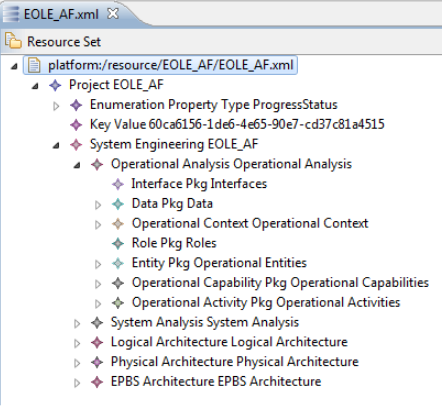 EOLE_AF.xml
Resource Set
platform:/resource/EOLE_AF/EOLE_AF.xml
Project EOLE_AF
Enumeration Property Type ProgressStatus
Key Value 60ca6156-1de6-4e65-90e7-cd37c81a4515
System Engineering EOLE_AF
Operational Analysis Operational Analysis
Interface Pkg Interfaces
Data Pkg Data
Operational Context Operational Context
Role Pkg Roles
Entity Pkg Operational Entities
Operational Capability Pkg Operational Capabilities
Operational Activity Pkg Operational Activities
System Analysis System Analysis
Logical Architecture Logical Architecture
Physical Architecture Physical Architecture
EPBS Architecture EPBS Architecture